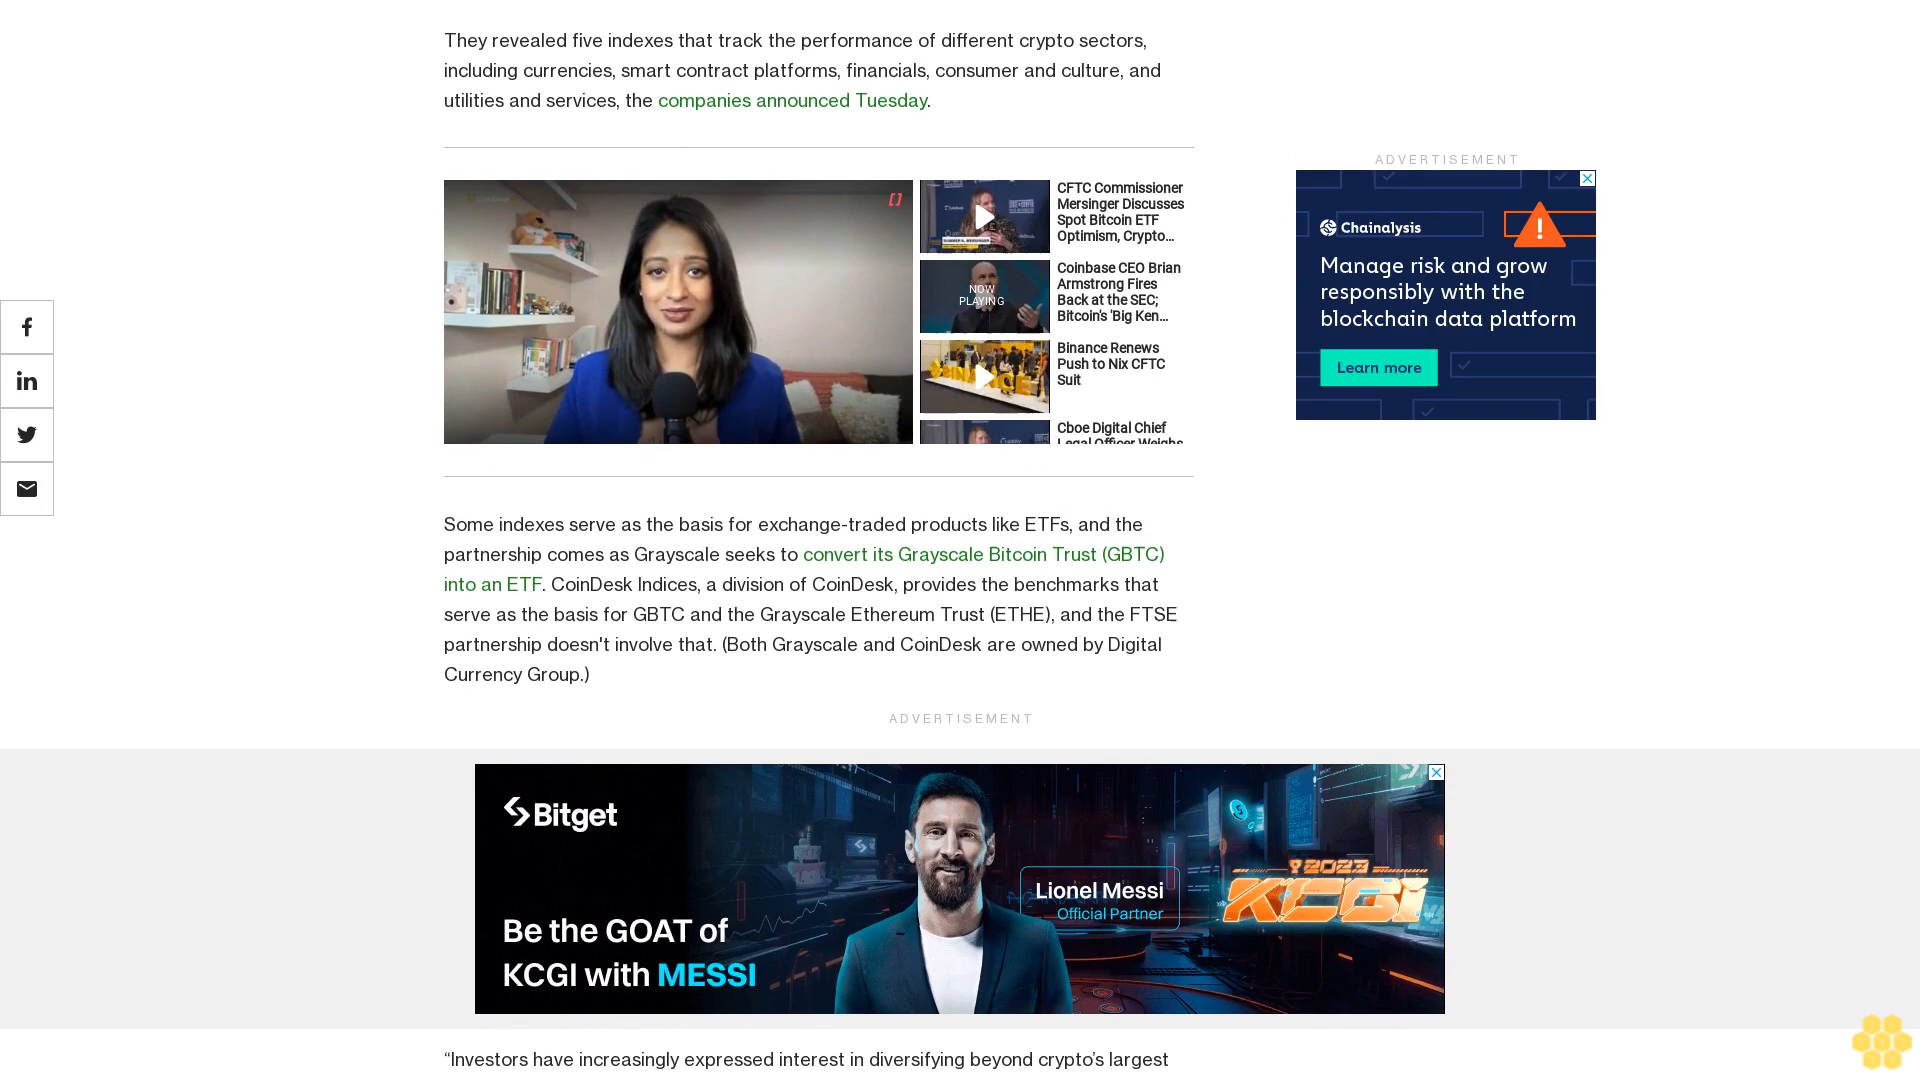 They revealed five indexes that track the performance of different crypto sectors,
including currencies, smart contract platforms, financials, consumer and culture, and
utilities and services, the companies announced Tuesday.
CFTC Commissioner
Mersinger Discusses
Spot Bitcoin ETF
Optimism, Crypto...
NOW
PLAYING
Coinbase CEO Brian
Armstrong Fires
Back at the SEC;
Bitcoin's 'Big Ken...
Binance Renews
Push to Nix CFTC
Suit
Cboe Digital Chief
Legal Officer Weighs
ADVERTISEMENT
Chainalysis
Manage risk and grow
responsibly with the
blockchain data platform
Learn more
Some indexes serve as the basis for exchange-traded products like ETFs, and the
partnership comes as Grayscale seeks to convert its Grayscale Bitcoin Trust (GBTC)
into an ETF. CoinDesk Indices, a division of CoinDesk, provides the benchmarks that
serve as the basis for GBTC and the Grayscale Ethereum Trust (ETHE), and the FTSE
partnership doesn't involve that. (Both Grayscale and CoinDesk are owned by Digital
Currency Group.)
ADVERTISEMENT
Bitget
Be the GOAT of
KCGI with MESSI
Lionel Messi
Official Partner
2023
KCGI
“Investors have increasingly expressed interest in diversifying beyond crypto’s largest